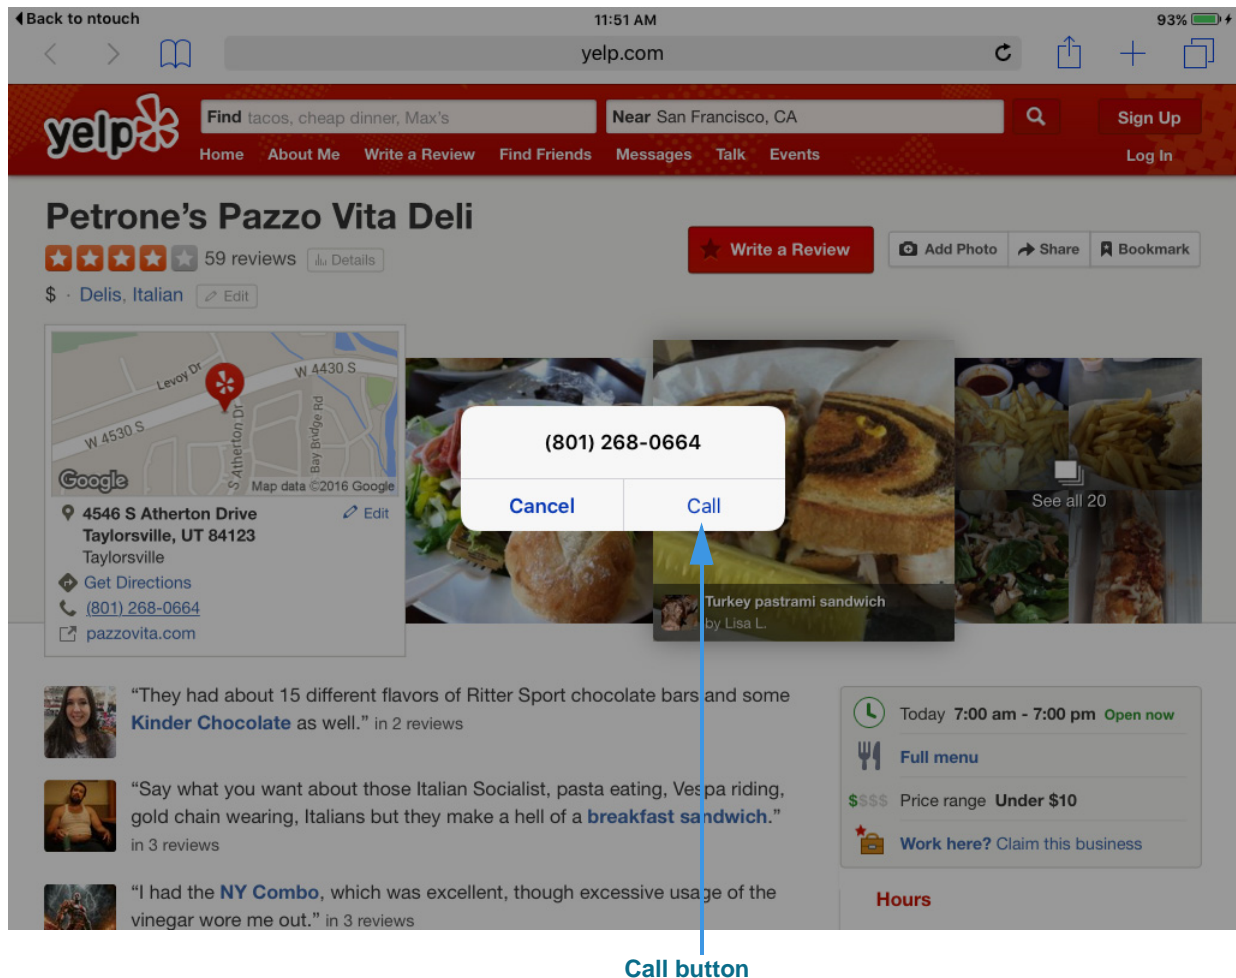 Back to ntouch 11:51 AM 93%
yelp.com
yelp
Find tacos, cheap dinner, Max's Near San Francisco, CA Sign Up
Home About Me Write a Review Find Friends Messages Talk Events Log In
Petrone's Pazzo Vita Deli
59 reviews Details
Write a Review Add Photo Share Bookmark
$ · Delis, Italian Edit
Levoy Dr
W 4430 S
W 4530 S
S Atherton Dr
Bay Bridge Rd
Google
Map data ©2016 Google
4546 S Atherton Drive Edit
Taylorsville, UT 84123
Taylorsville
Get Directions
(801) 268-0664
pazzovita.com
(801) 268-0664
Cancel Call
See all 20
Turkey pastrami sandwich
by Lisa L.
“They had about 15 different flavors of Ritter Sport chocolate bars and some
Kinder Chocolate as well.” in 2 reviews
“Say what you want about those Italian Socialist, pasta eating, Vespa riding,
gold chain wearing, Italians but they make a hell of a breakfast sandwich.”
in 3 reviews
“I had the NY Combo, which was excellent, though excessive usage of the
vinegar wore me out.” in 3 reviews
Today 7:00 am - 7:00 pm Open now
Full menu
$$$$ Price range Under $10
Work here? Claim this business
Hours
Call button